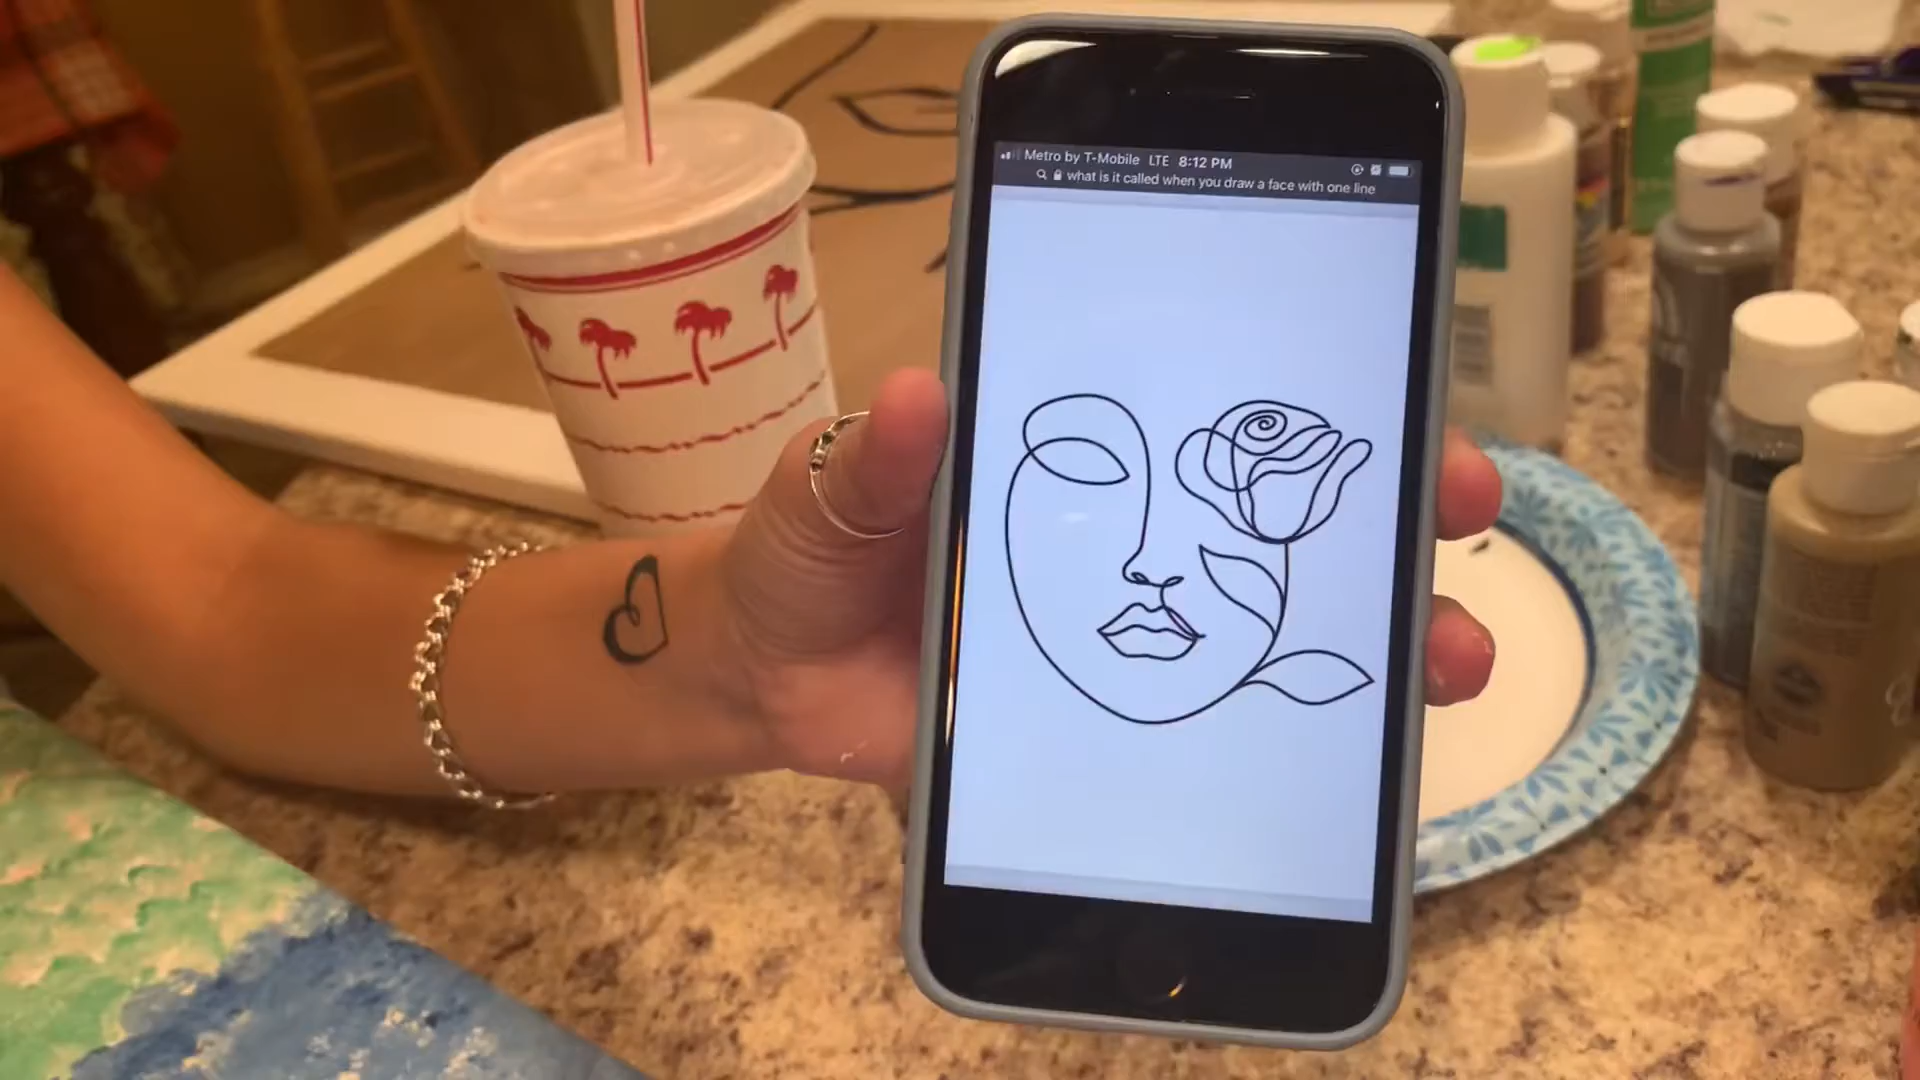 Metro by T-Mobile LTE 8:12 PM
what is it called when you draw a face with one line